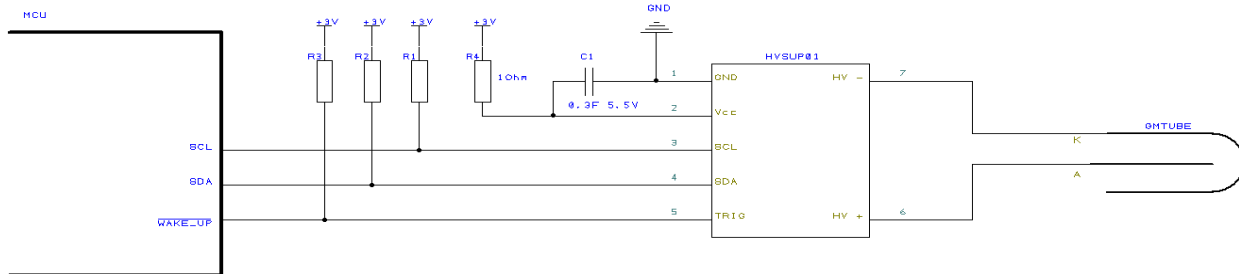 GND
MCU
+3V +3V +3V +3V
R3 R2 R1 R4 C1 HVSUP01
1 GND HV - 7
1Ohm
0.3F 5.5V
2 Vcc
GMTUBE
K
SCL 3 SCL
A
SDA 4 SDA
WAKE_UP 5 TRIG HV + 6